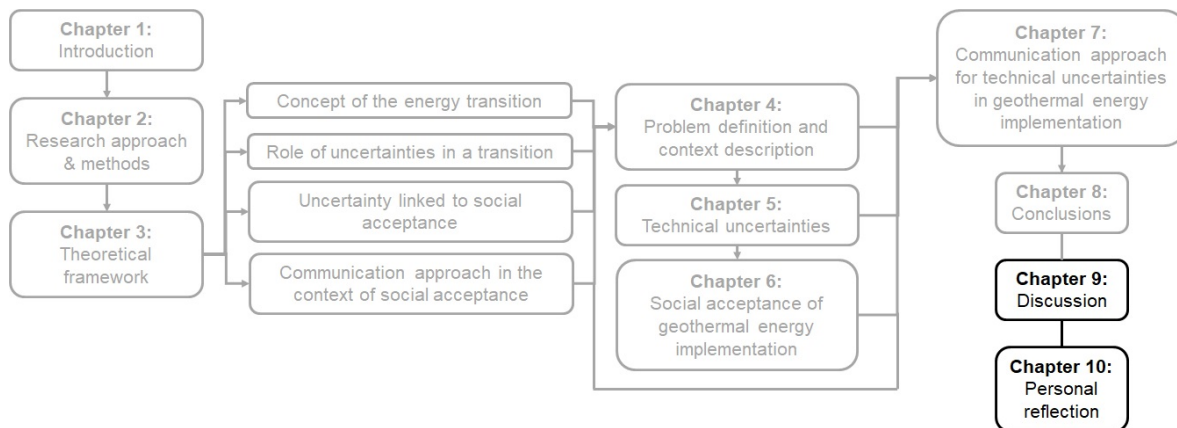 Chapter 1:
Introduction
Chapter 2:
Research approach
& methods
Chapter 3:
Theoretical
framework
Concept of the energy transition
Role of uncertainties in a transition
Uncertainty linked to social
acceptance
Communication approach in the
context of social acceptance
Chapter 4:
Problem definition and
context description
Chapter 5:
Technical uncertainties
Chapter 6:
Social acceptance of
geothermal energy
implementation
Chapter 7:
Communication approach
for technical uncertainties
in geothermal energy
implementation
Chapter 8:
Conclusions
Chapter 9:
Discussion
Chapter 10:
Personal
reflection